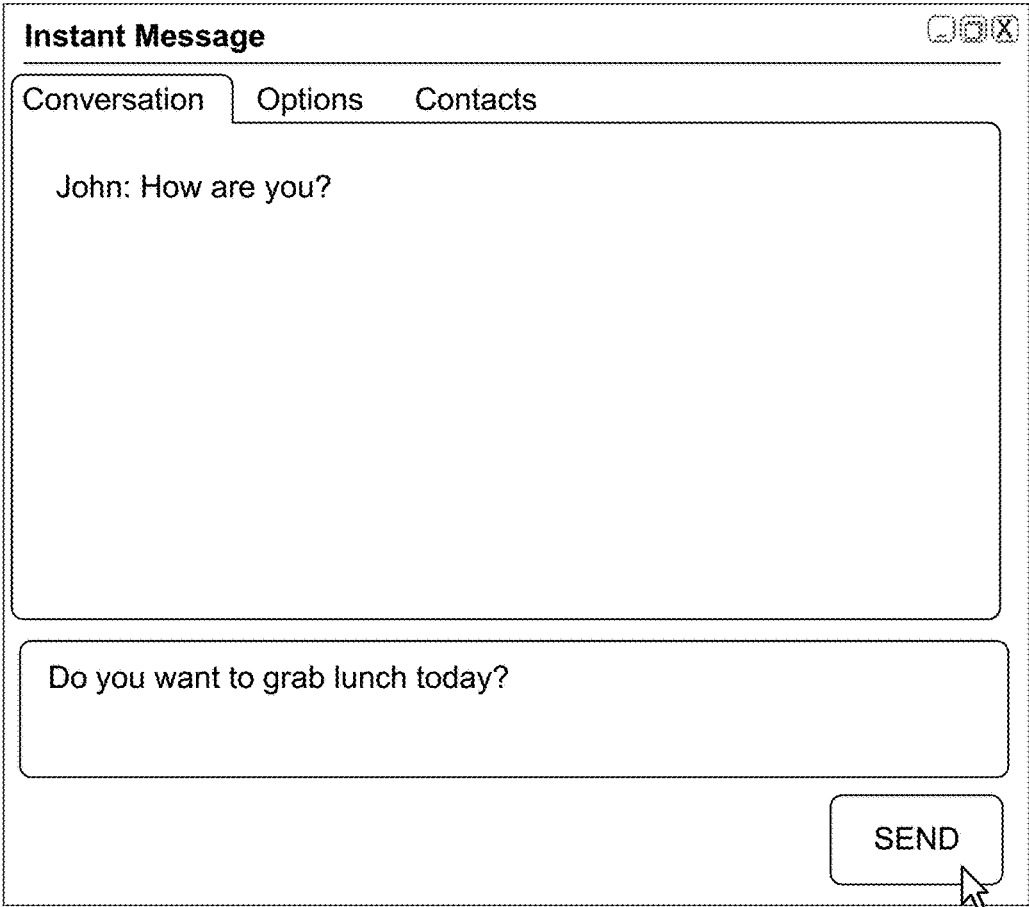 Instant Message
Conversation Options Contacts
John: How are you?
Do you want to grab lunch today?
SEND